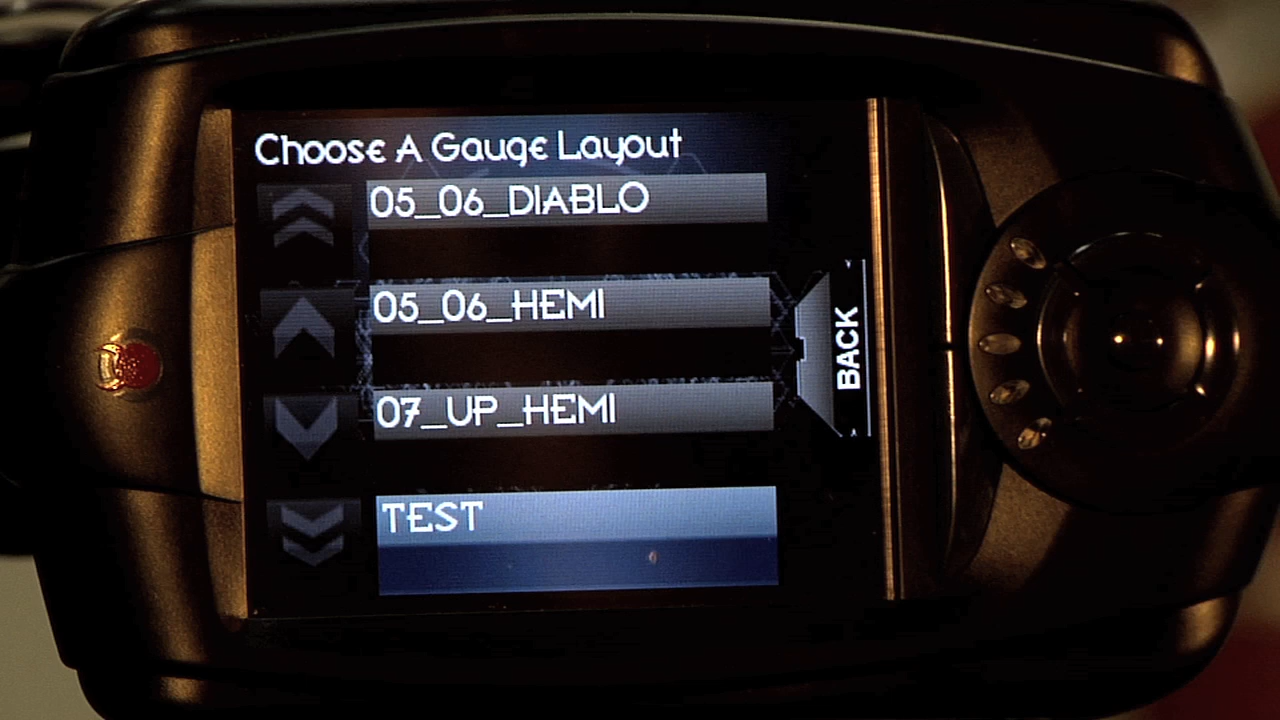 Choose A Gauge Layout
05_06_DIABLO
05_06_HEMI
07_UP_HEMI
TEST
BACK